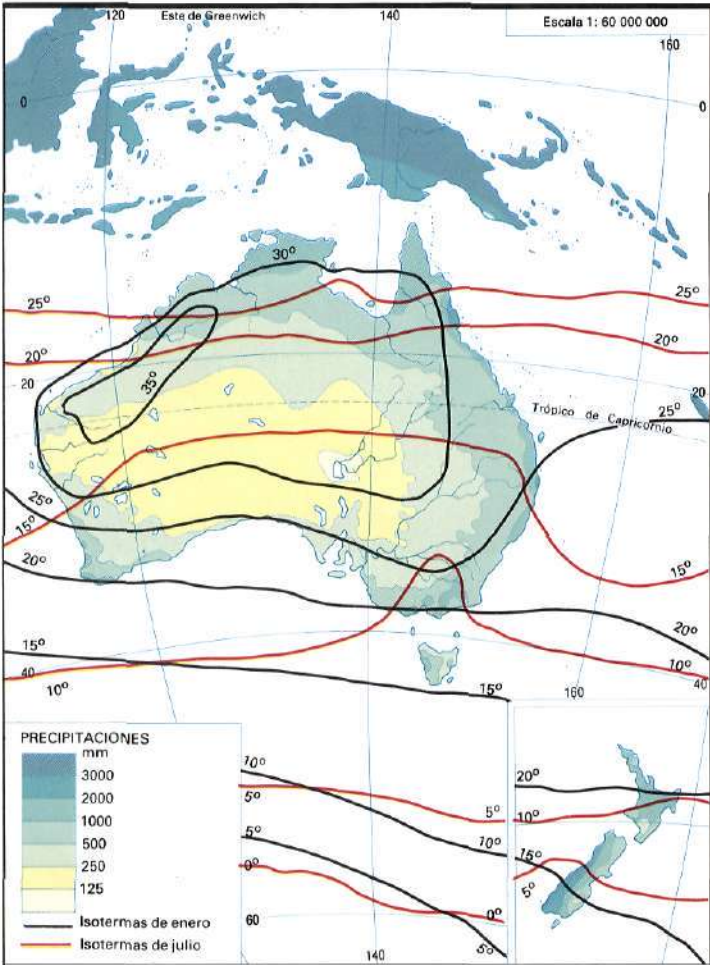 120
Este de Greenwich
140
Escala 1: 60 000 000
160
0
0
30º
25º
25º
20º
20º
35º
20
20
25º
Trópico de Capricornio
25º
15º
20º
15º
20º
15º
10º
40
10º
15º
160
40
PRECIPITACIONES
mm
3000
2000
1000
500
250
125
Isotermas de enero
Isotermas de julio
10º
5º
5º
10º
5º
0º
0º
5º
60
140
20º
10º
15º
5º